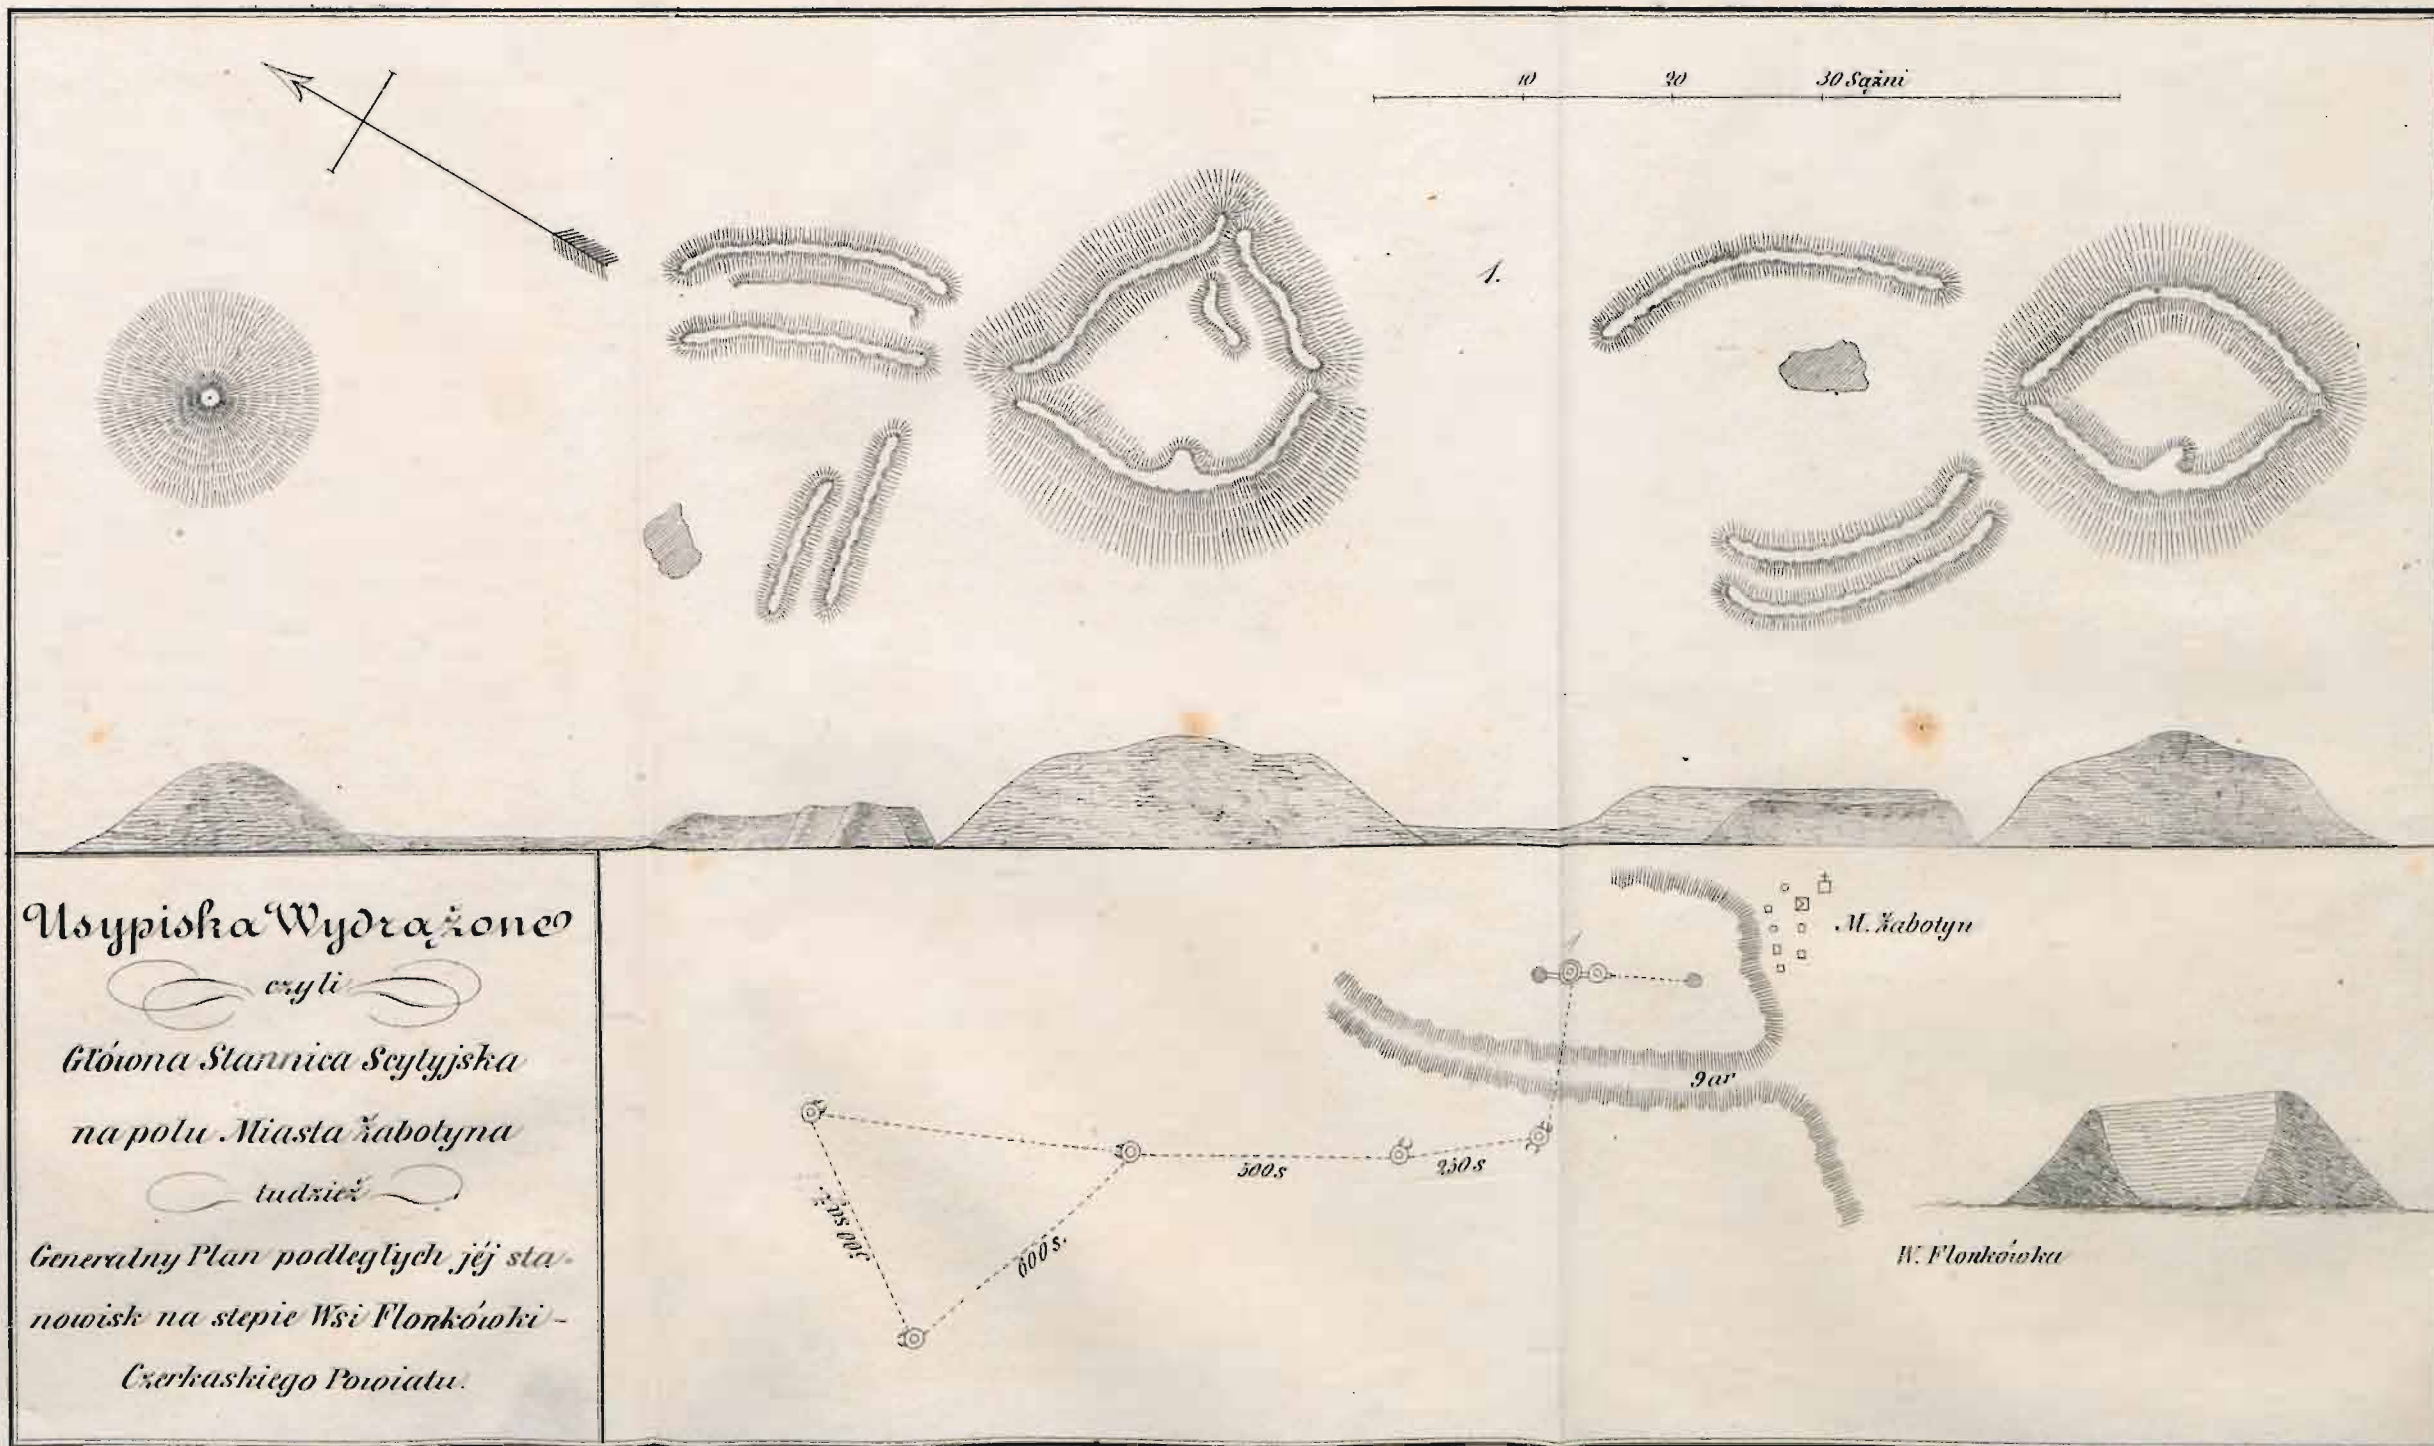 10 20 30 Sążni
1.
Usypiska Wydrążone
czyli
Główna Stannica Scytyjska
na polu Miasta Żabotyna
tudzież
Generalny Plan podległych jéj sta-
nowisk na stepie Wsi Flonkówki -
Czerkaskiego Powiatu.
1
M. Żabotyn
9ar
500 s
250 s
300 saż.
600 s.
W. Flonkówka